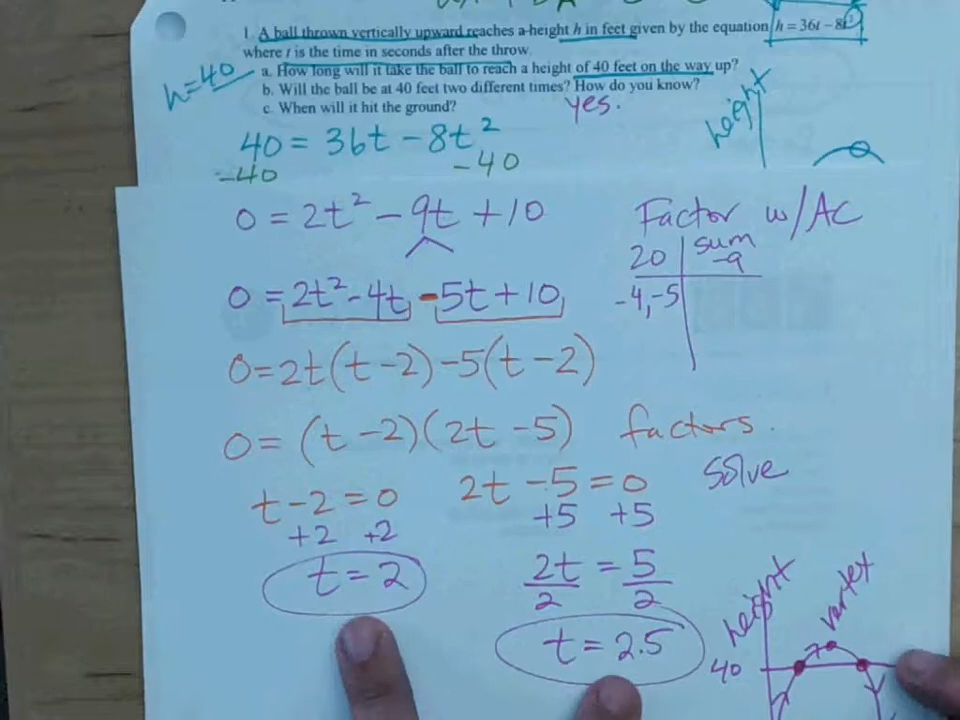 1. A ball thrown vertically upward reaches a height h in feet given by the equation h = 36t − 8t²
where t is the time in seconds after the throw.
h=40
a. How long will it take the ball to reach a height of 40 feet on the way up?
b. Will the ball be at 40 feet two different times? How do you know?
yes.
c. When will it hit the ground?
height
40 = 36t − 8t²
−40 −40
0 = 2t² − 9t + 10
Factor w/AC
20 | sum −9
0 = 2t² − 4t − 5t + 10
−4, −5
0 = 2t(t − 2) − 5(t − 2)
0 = (t − 2)(2t − 5) factors.
t − 2 = 0 2t − 5 = 0 solve
+2 +2 +5 +5
2t = 5
2 2
t = 2
t = 2.5
height
vertex
40